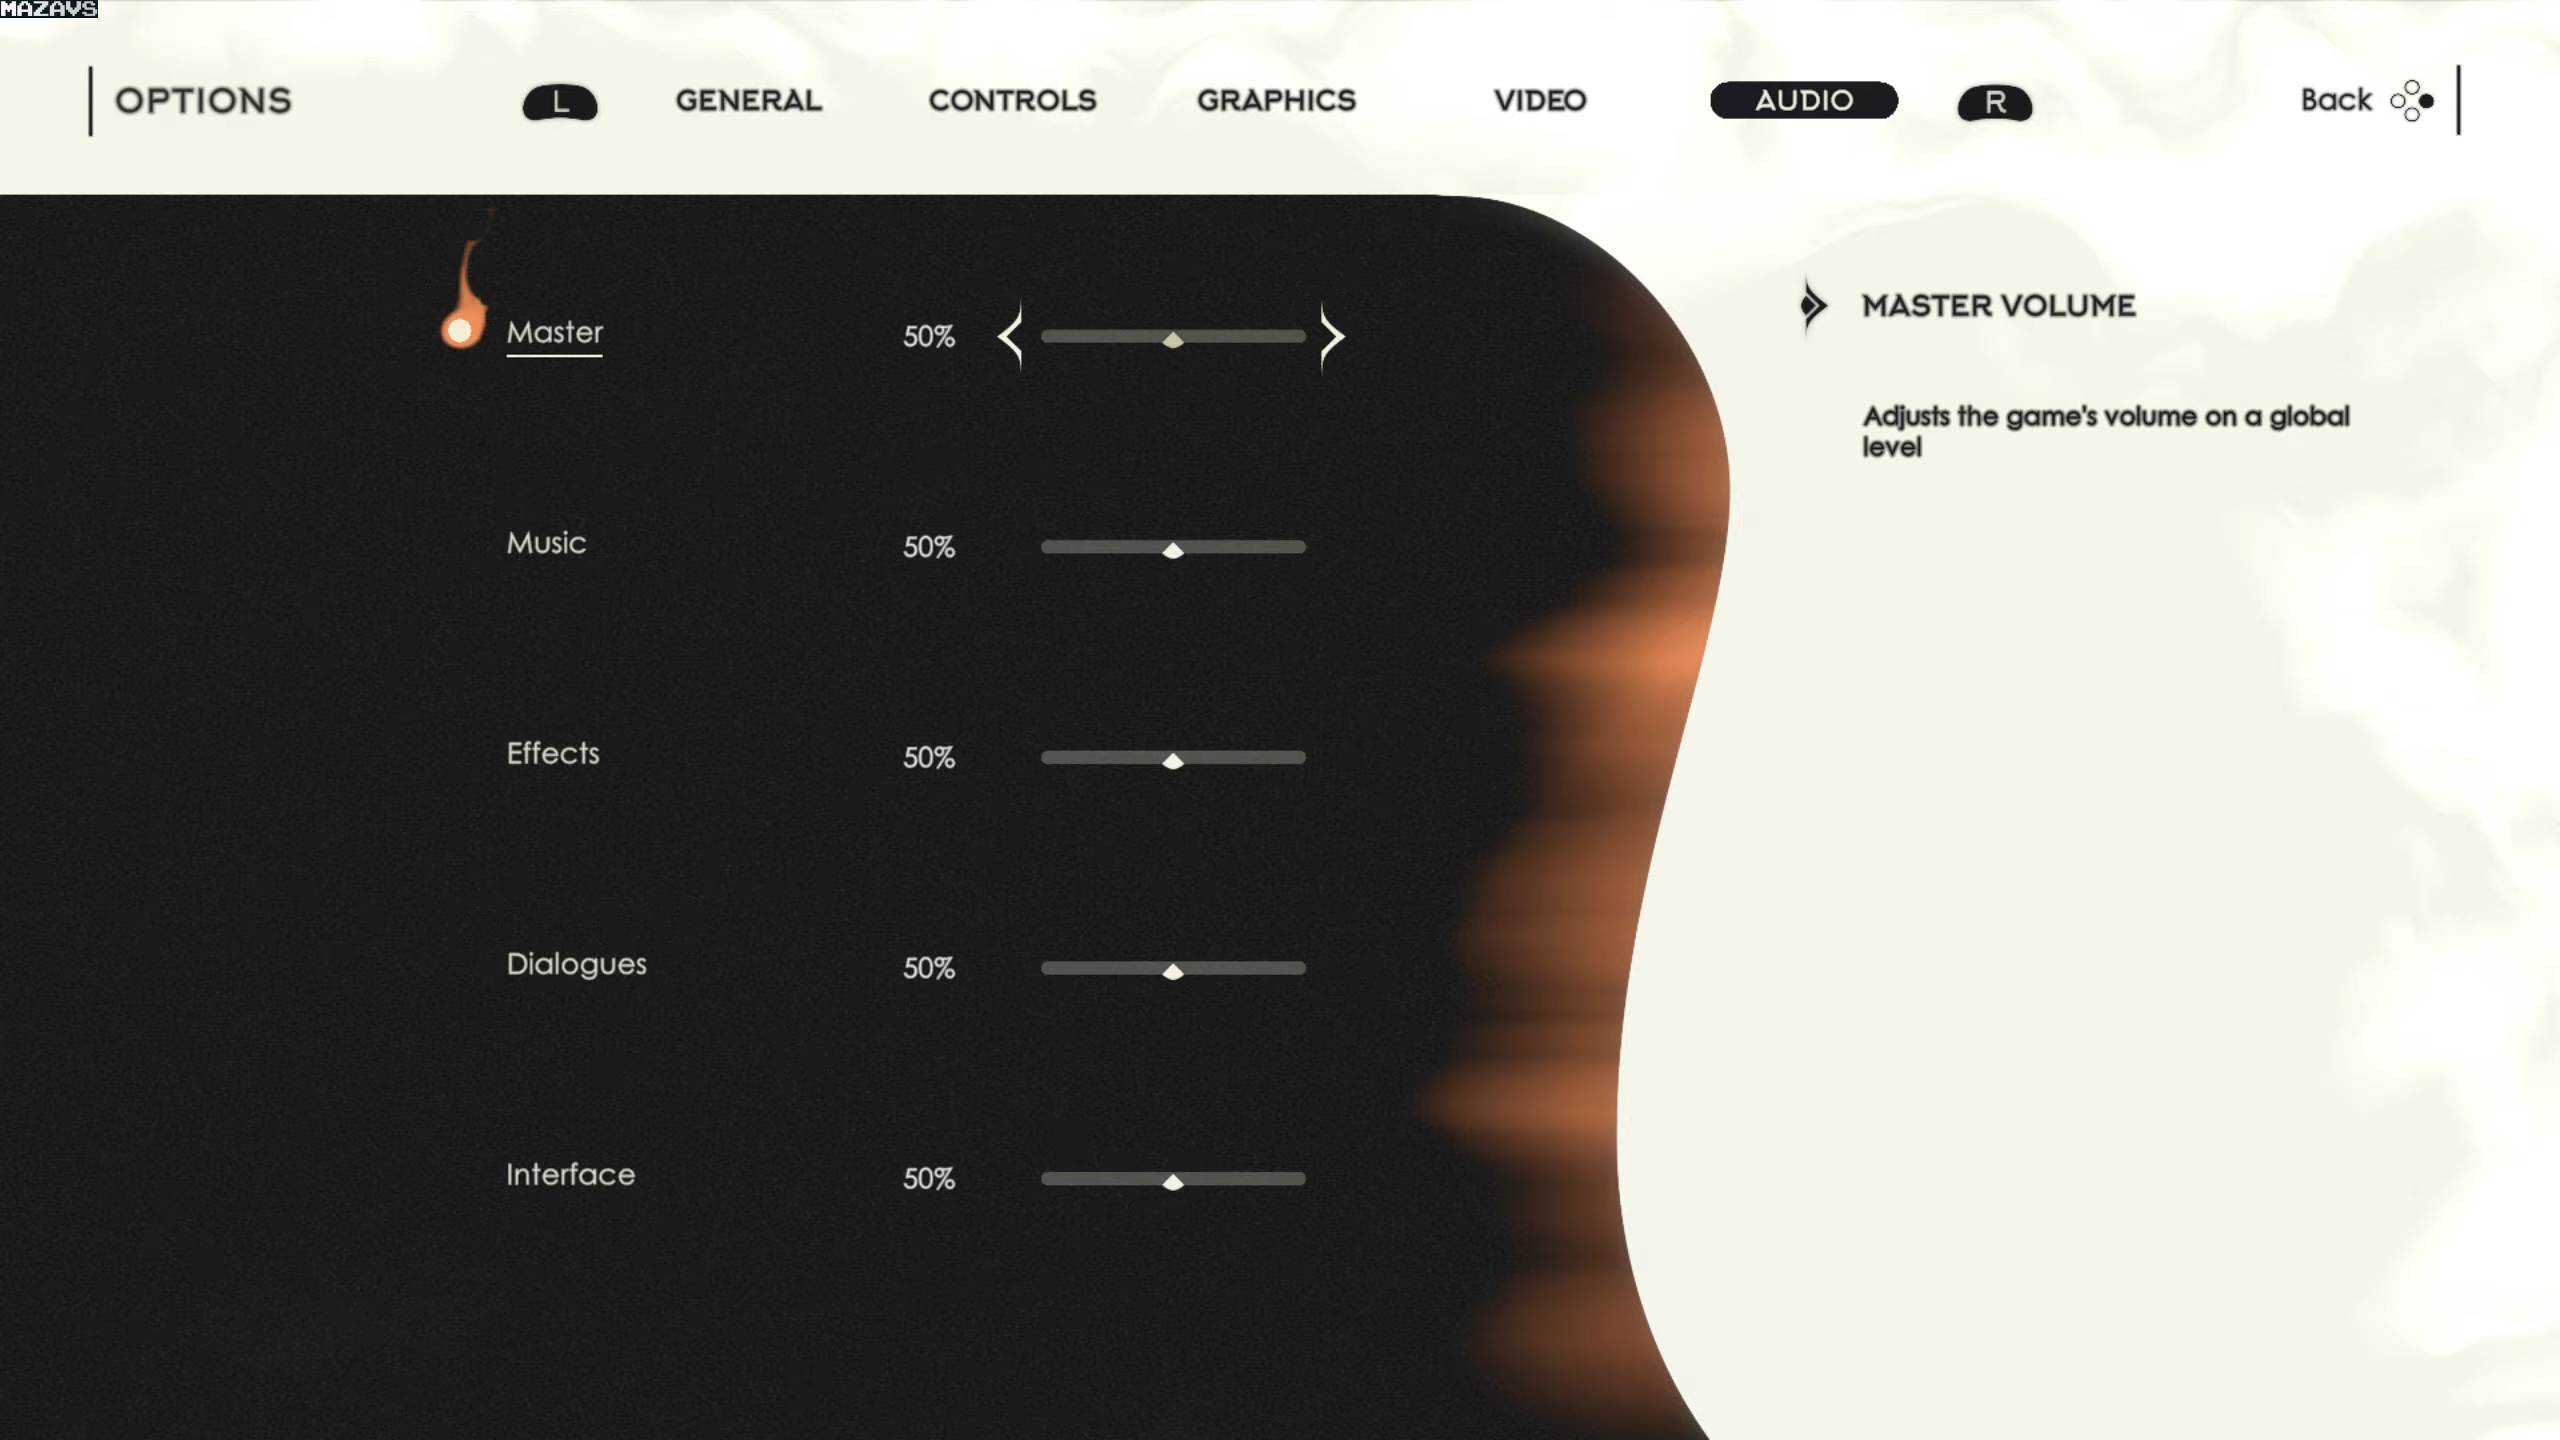 MAZAVS
OPTIONS
L
GENERAL
CONTROLS
GRAPHICS
VIDEO
AUDIO
R
Back
Master
50%
MASTER VOLUME
Adjusts the game's volume on a global
level
Music
50%
Effects
50%
Dialogues
50%
Interface
50%